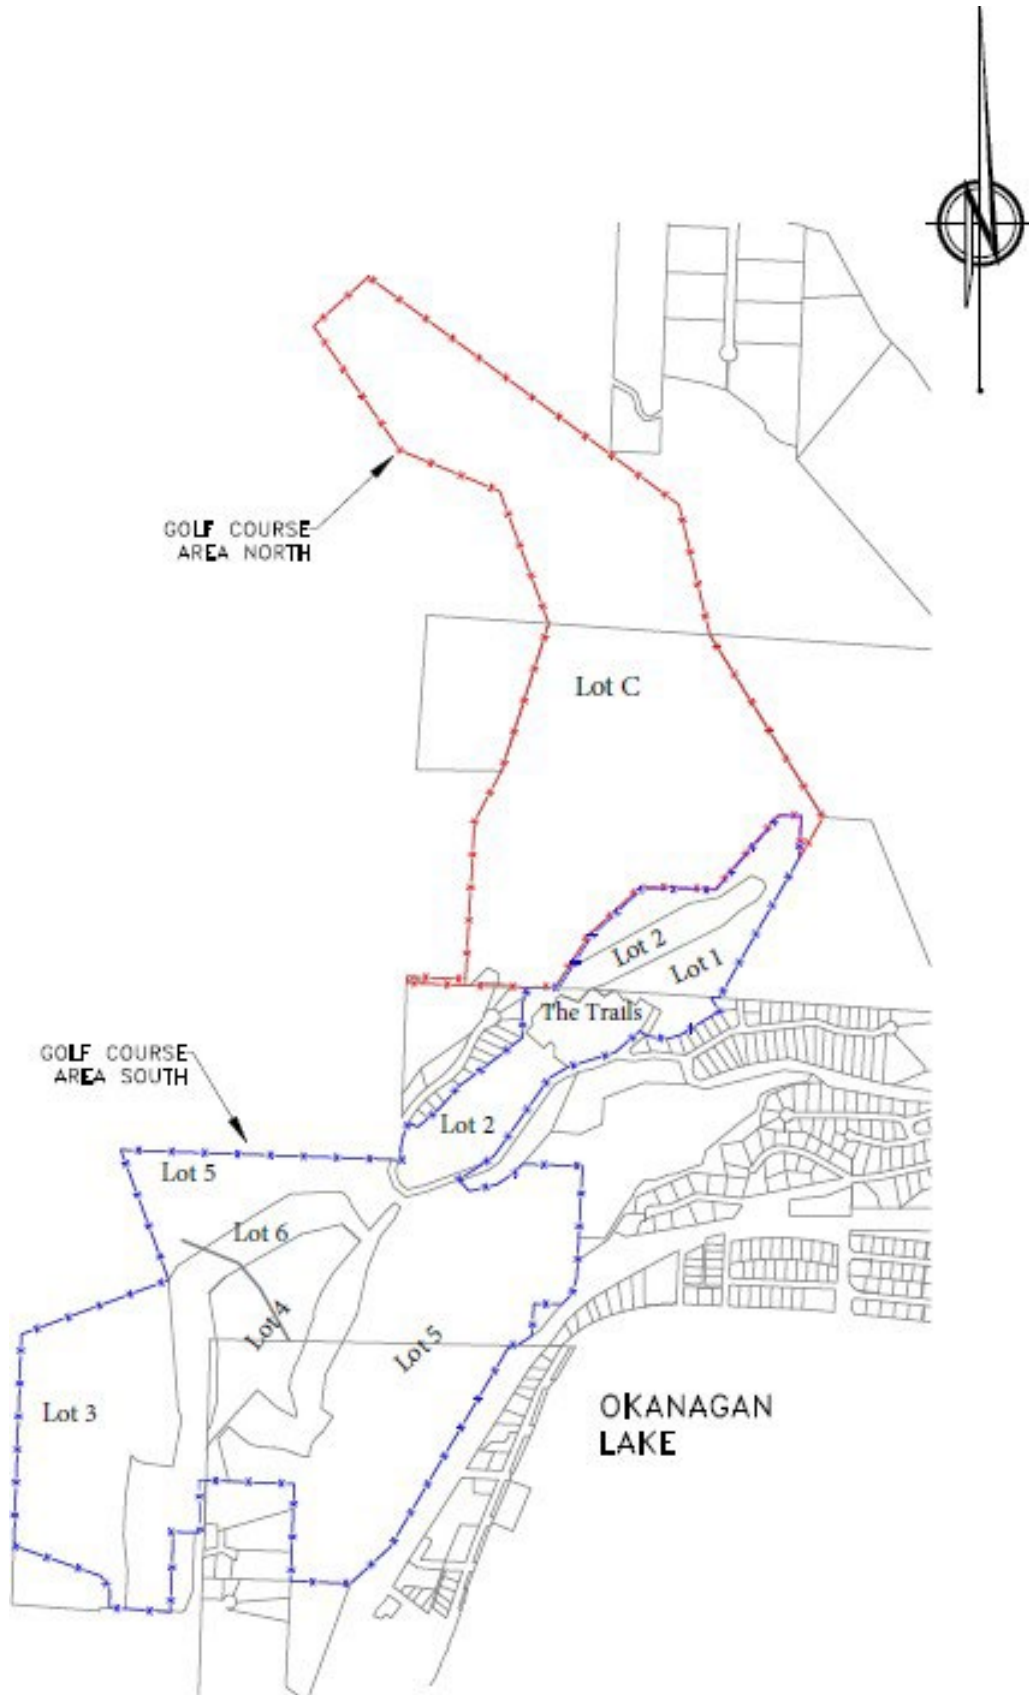 N
GOLF COURSE
AREA NORTH
Lot C
Lot 2
Lot 1
The Trails
GOLF COURSE
AREA SOUTH
Lot 2
Lot 5
Lot 6
Lot 4
Lot 5
Lot 3
OKANAGAN
LAKE